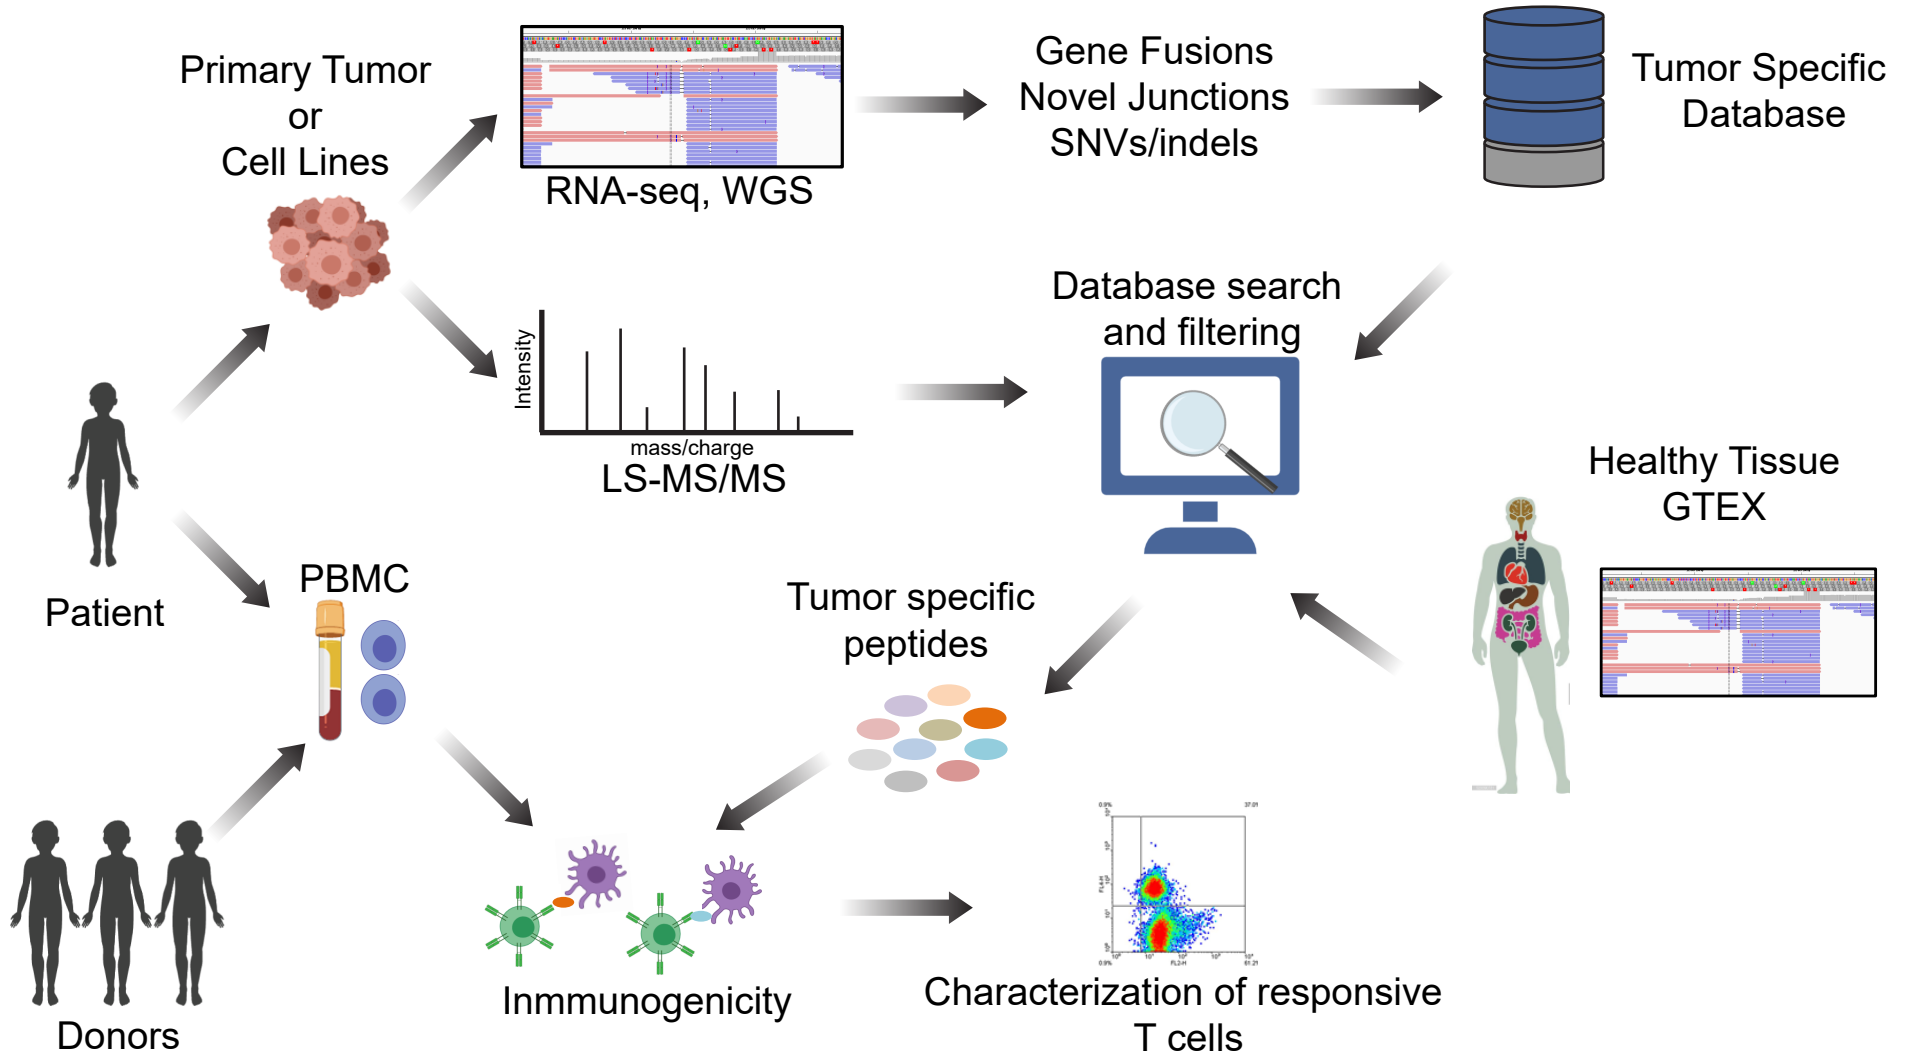 Primary Tumor
or
Cell Lines
RNA-seq, WGS
Gene Fusions
Novel Junctions
SNVs/indels
Tumor Specific
Database
Intensity
mass/charge
LS-MS/MS
Database search
and filtering
Healthy Tissue
GTEX
Patient
PBMC
Tumor specific
peptides
Donors
Inmmunogenicity
FL2-H
Characterization of responsive
T cells